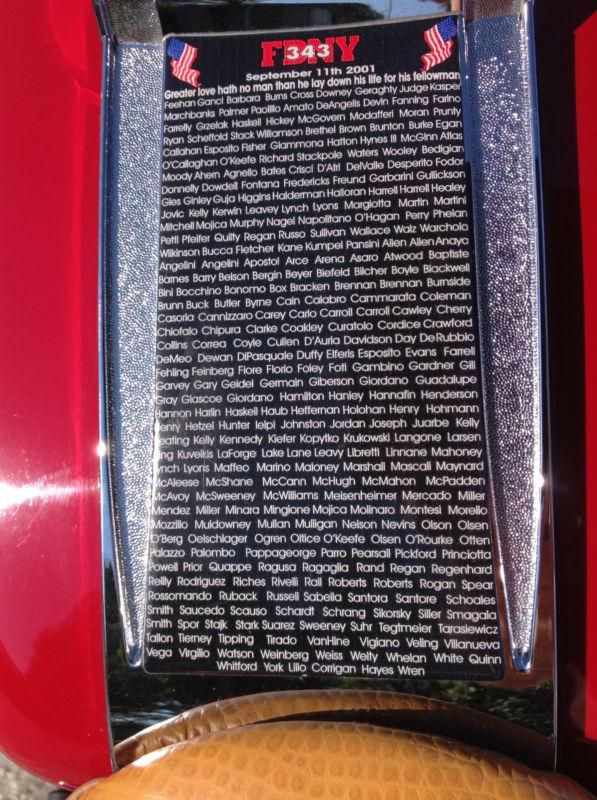 FDNY
343
September 11th 2001
Greater love hath no man than he lay down his life for his fellowman
Feehan Ganci Barbara Burns Cross Downey Geraghty Judge Kasper
Marchbanks Palmer Paolillo Amato DeAngelis Devin Fanning Farino
Farrelly Grzelak Haskell Hickey McGovern Modafferi Moran Prunty
Ryan Scheffold Stack Williamson Brethel Brown Brunton Burke Egan
Callahan Esposito Fisher Glammona Hatton Hynes III McGinn Atlas
O'Callaghan O'Keefe Richard Stackpole Waters Wooley Bedigian
Moody Ahern Agnello Bates Crisci D'Atri DelValle Desperito Fodor
Donnelly Dowdell Fontana Fredericks Freund Garbarini Gullickson
Gies Ginley Guja Higgins Halderman Halloran Harrell Harrell Healey
Jovic Kelly Kerwin Leavey Lynch Lyons Margiotta Martin Martini
Mitchell Mojica Murphy Nagel Napolitano O'Hagan Perry Phelan
Petti Pfeifer Quilty Regan Russo Sullivan Wallace Walz Warchola
Wilkinson Bucca Fletcher Kane Kumpel Pansini Allen Allen Anaya
Angelini Angelini Apostol Arce Arena Asaro Atwood Baptiste
Barnes Barry Belson Bergin Beyer Biefeld Bilcher Boyle Blackwell
Bini Bocchino Bonomo Box Bracken Brennan Brennan Burnside
Brunn Buck Butler Byrne Cain Calabro Cammarata Coleman
Casoria Cannizzaro Carey Carlo Carroll Carroll Cawley Cherry
Chiofalo Chipura Clarke Coakley Curatolo Cordice Crawford
Collins Correa Coyle Cullen D'Auria Davidson Day DeRubbio
DeMeo Dewan DiPasquale Duffy Elferis Esposito Evans Farrell
Fehling Feinberg Fiore Florio Foley Foti Gambino Gardner Gill
Garvey Gary Geidel Germain Giberson Giordano Guadalupe
Gray Glascoe Giordano Hamilton Hanley Hannafin Henderson
Hannon Harlin Haskell Haub Heffernan Holohan Henry Hohmann
Henry Hetzel Hunter Ielpi Johnston Jordan Joseph Juarbe Kelly
Keating Kelly Kennedy Kiefer Kopytko Krukowski Langone Larsen
King Kuveikis LaForge Lake Lane Leavy Libretti Linnane Mahoney
Lynch Lyons Maffeo Marino Maloney Marshall Mascali Maynard
McAleese McShane McCann McHugh McMahon McPadden
McAvoy McSweeney McWilliams Meisenheimer Mercado Miller
Mendez Miller Minara Mingione Mojica Molinaro Montesi Morello
Mozzillo Muldowney Mullan Mulligan Nelson Nevins Olson Olsen
O'Berg Oelschlager Ogren Oitice O'Keefe Olsen O'Rourke Otten
Palazzo Palombo Pappageorge Parro Pearsall Pickford Princiotta
Powell Prior Quappe Ragusa Ragaglia Rand Regan Regenhard
Reilly Rodriguez Riches Rivelli Rall Roberts Roberts Rogan Spear
Rossomando Ruback Russell Sabella Santora Santore Schoales
Smith Saucedo Scauso Schardt Schrang Sikorsky Siller Smagala
Smith Spor Stajk Stark Suarez Sweeney Suhr Tegtmeier Tarasiewicz
Tallon Tierney Tipping Tirado VanHine Vigiano Veling Villanueva
Vega Virgilio Watson Weinberg Weiss Welty Whelan White Quinn
Whitford York Lillo Corrigan Hayes Wren